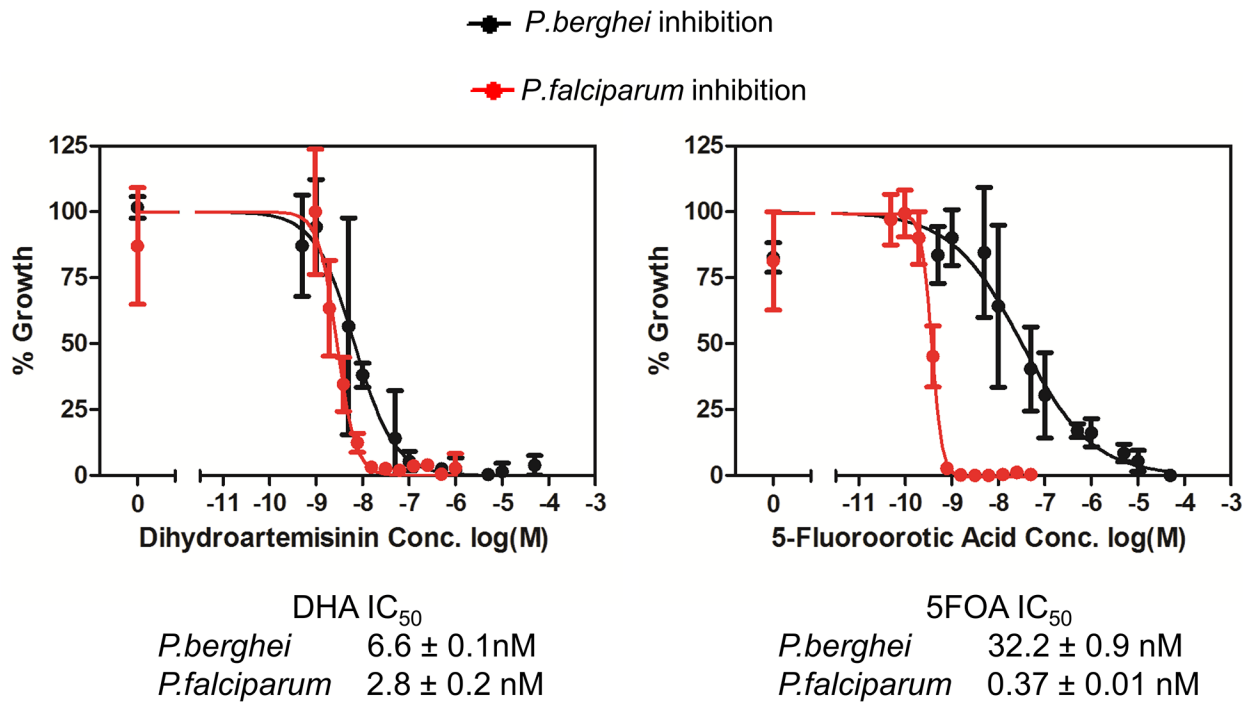 P.berghei inhibition
P.falciparum inhibition
125
100
75
50
25
0
% Growth
0 -11 -10 -9 -8 -7 -6 -5 -4 -3
Dihydroartemisinin Conc. log(M)
DHA IC50
P.berghei 6.6 ± 0.1nM
P.falciparum 2.8 ± 0.2 nM
125
100
75
50
25
0
% Growth
0 -11 -10 -9 -8 -7 -6 -5 -4 -3
5-Fluoroorotic Acid Conc. log(M)
5FOA IC50
P.berghei 32.2 ± 0.9 nM
P.falciparum 0.37 ± 0.01 nM